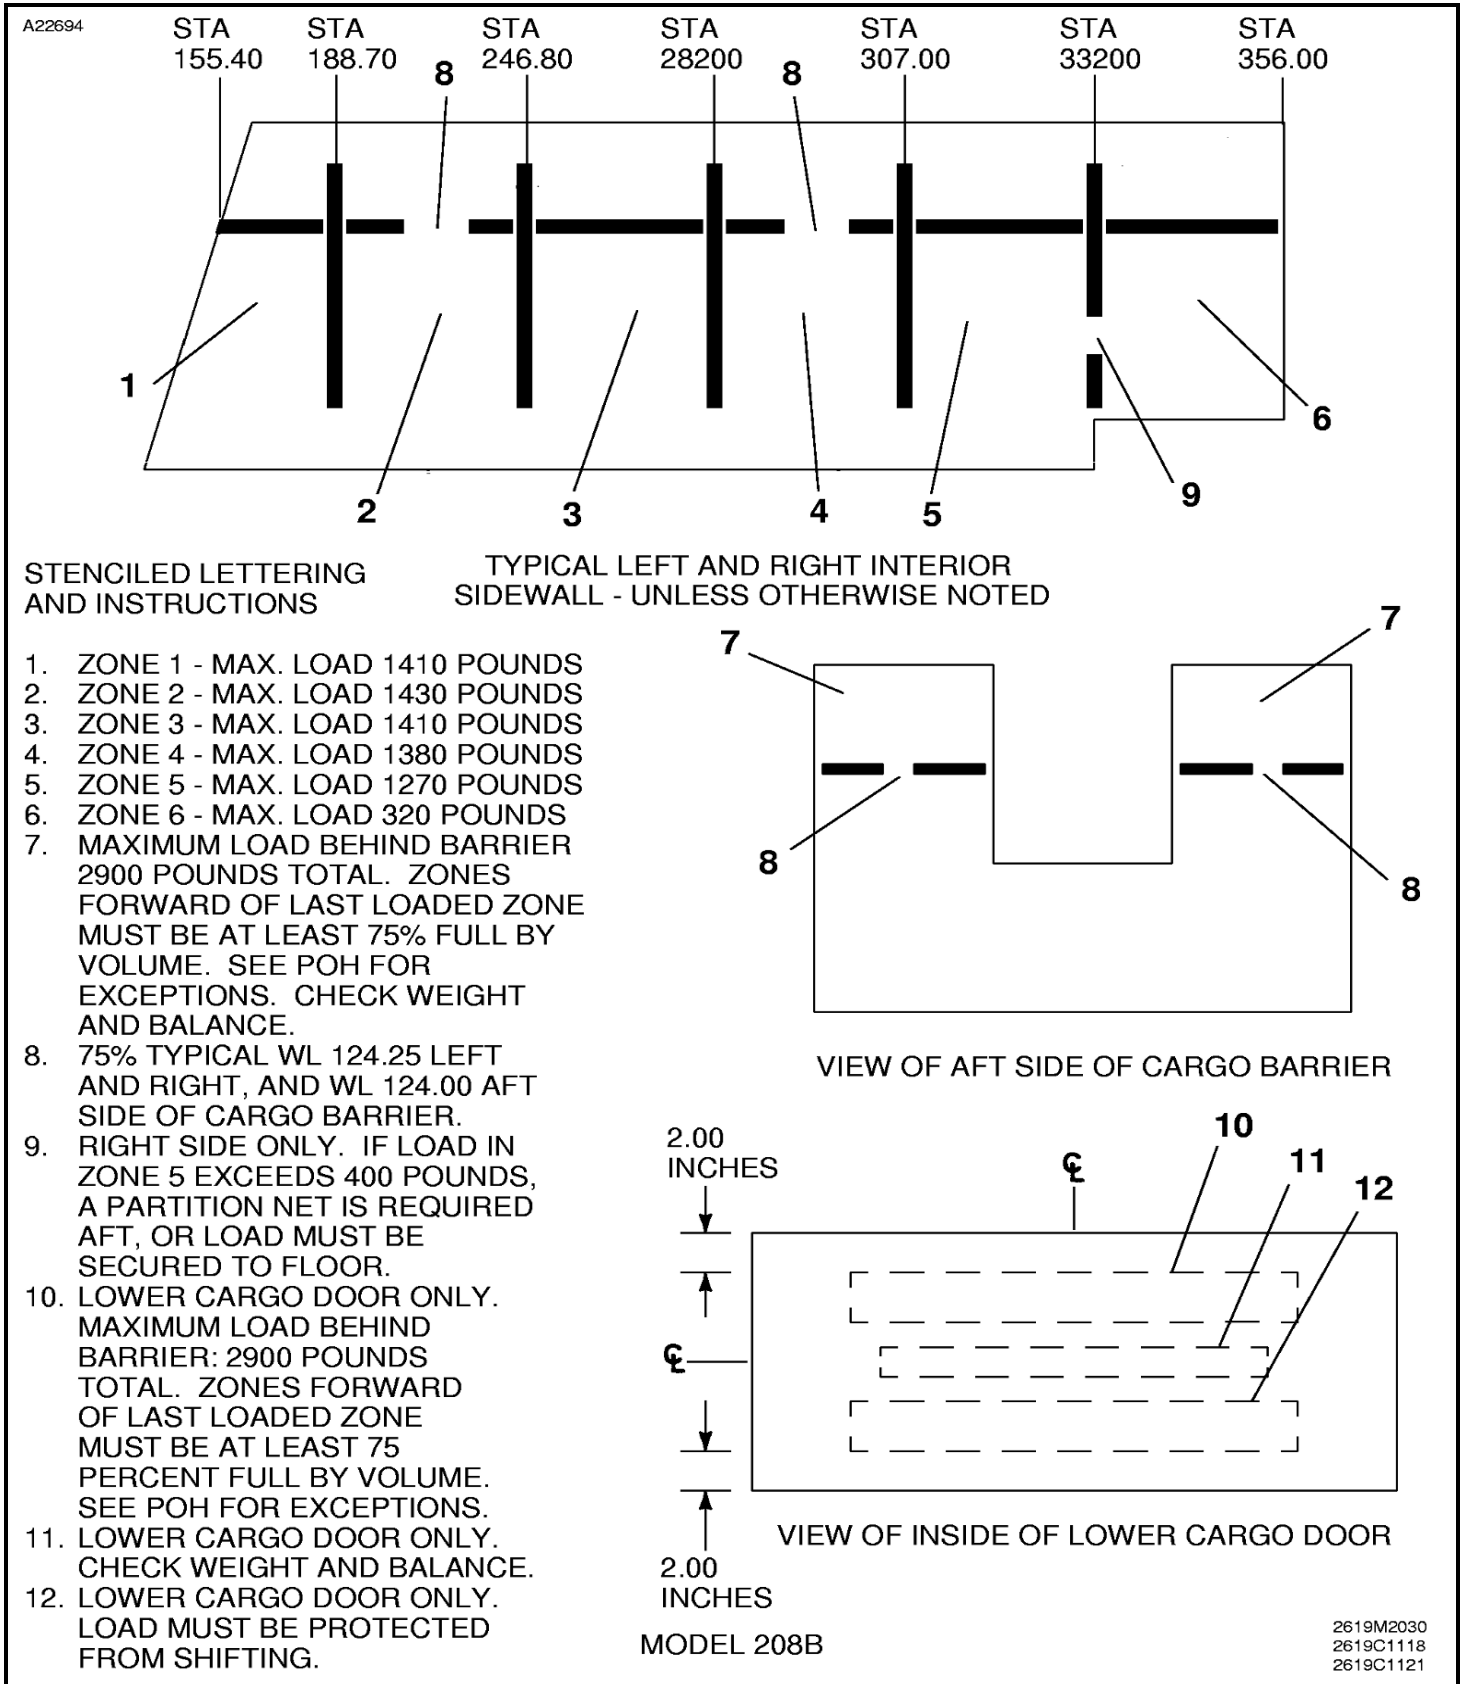 A22694
STA 155.40
STA 188.70
STA 246.80
STA 28200
STA 307.00
STA 33200
STA 356.00
8
8
1
2
3
4
5
9
6
STENCILED LETTERING
AND INSTRUCTIONS
TYPICAL LEFT AND RIGHT INTERIOR
SIDEWALL - UNLESS OTHERWISE NOTED
1. ZONE 1 - MAX. LOAD 1410 POUNDS
2. ZONE 2 - MAX. LOAD 1430 POUNDS
3. ZONE 3 - MAX. LOAD 1410 POUNDS
4. ZONE 4 - MAX. LOAD 1380 POUNDS
5. ZONE 5 - MAX. LOAD 1270 POUNDS
6. ZONE 6 - MAX. LOAD 320 POUNDS
7. MAXIMUM LOAD BEHIND BARRIER
2900 POUNDS TOTAL. ZONES
FORWARD OF LAST LOADED ZONE
MUST BE AT LEAST 75% FULL BY
VOLUME. SEE POH FOR
EXCEPTIONS. CHECK WEIGHT
AND BALANCE.
8. 75% TYPICAL WL 124.25 LEFT
AND RIGHT, AND WL 124.00 AFT
SIDE OF CARGO BARRIER.
9. RIGHT SIDE ONLY. IF LOAD IN
ZONE 5 EXCEEDS 400 POUNDS,
A PARTITION NET IS REQUIRED
AFT, OR LOAD MUST BE
SECURED TO FLOOR.
10. LOWER CARGO DOOR ONLY.
MAXIMUM LOAD BEHIND
BARRIER: 2900 POUNDS
TOTAL. ZONES FORWARD
OF LAST LOADED ZONE
MUST BE AT LEAST 75
PERCENT FULL BY VOLUME.
SEE POH FOR EXCEPTIONS.
11. LOWER CARGO DOOR ONLY.
CHECK WEIGHT AND BALANCE.
12. LOWER CARGO DOOR ONLY.
LOAD MUST BE PROTECTED
FROM SHIFTING.
7
7
8
8
VIEW OF AFT SIDE OF CARGO BARRIER
2.00
INCHES
℄
10
11
12
℄
VIEW OF INSIDE OF LOWER CARGO DOOR
2.00
INCHES
MODEL 208B
2619M2030
2619C1118
2619C1121